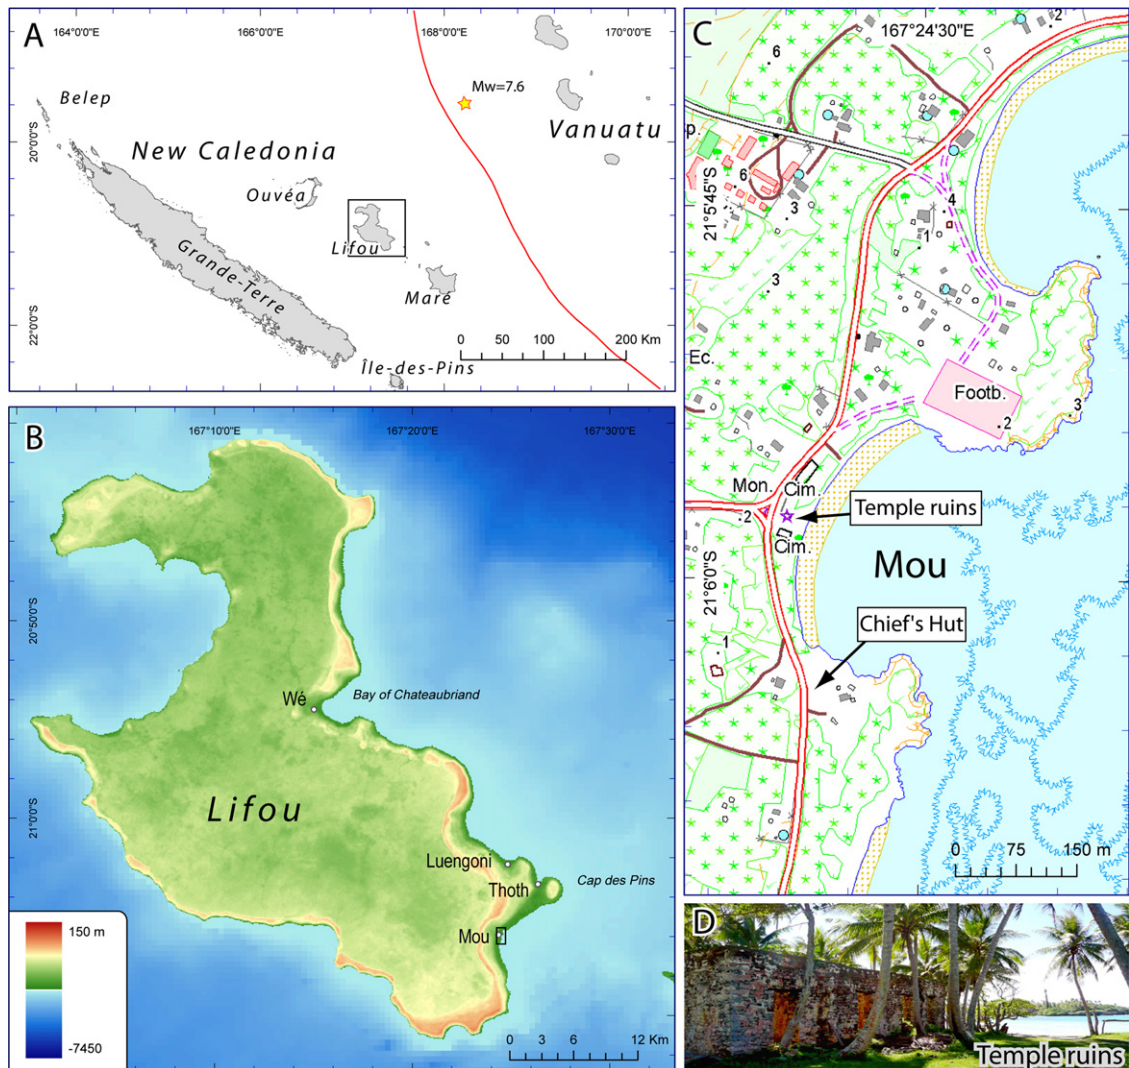 A
164°0'0"E
166°0'0"E
168°0'0"E
170°0'0"E
Mw=7.6
Belep
Vanuatu
20°0'0"S
New Caledonia
Ouvéa
Lifou
Grande-Terre
Maré
22°0'0"S
0 50 100 200 Km
Île-des-Pins
B
167°10'0"E
167°20'0"E
167°30'0"E
20°50'0"S
Wé
Bay of Chateaubriand
Lifou
21°0'0"S
Luengoni
Thoth
Cap des Pins
Mou
150 m
-7450
0 3 6 12 Km
C
167°24'30"E
2
6
p.
21°5'45"S
6
3
4
1
3
Ec.
Footb.
2
3
Mon.
Cim.
2
Temple ruins
Cim.
Mou
21°6'0"S
Chief's Hut
1
0 75 150 m
D
Temple ruins